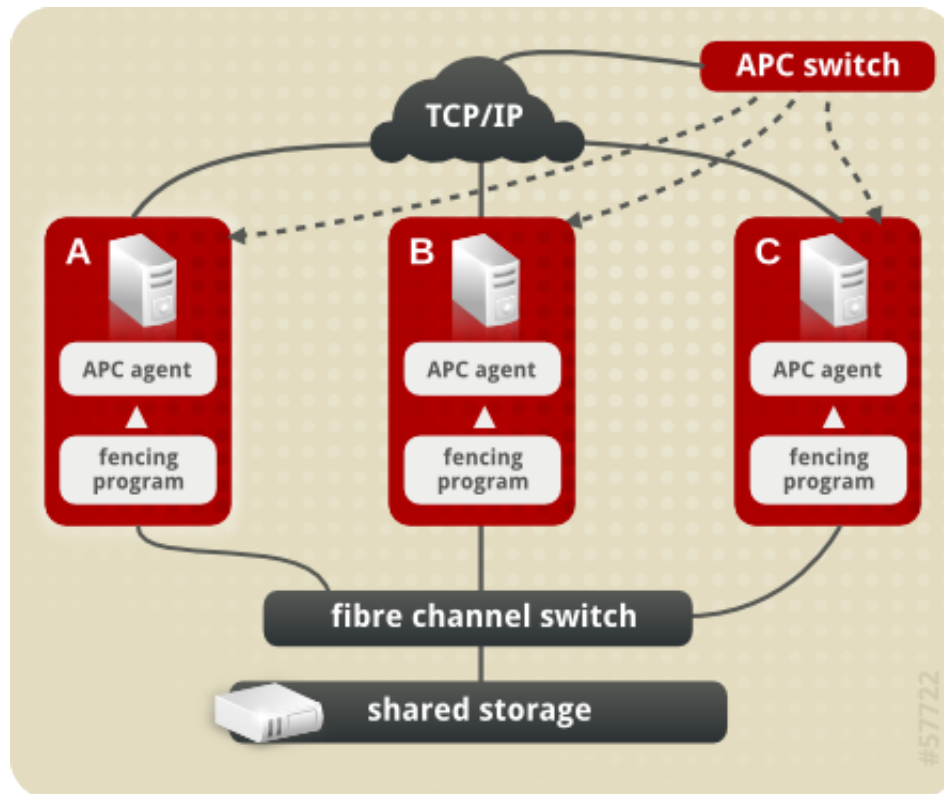 APC switch
TCP/IP
A
B
C
APC agent
APC agent
APC agent
fencing
program
fencing
program
fencing
program
fibre channel switch
shared storage
#57722